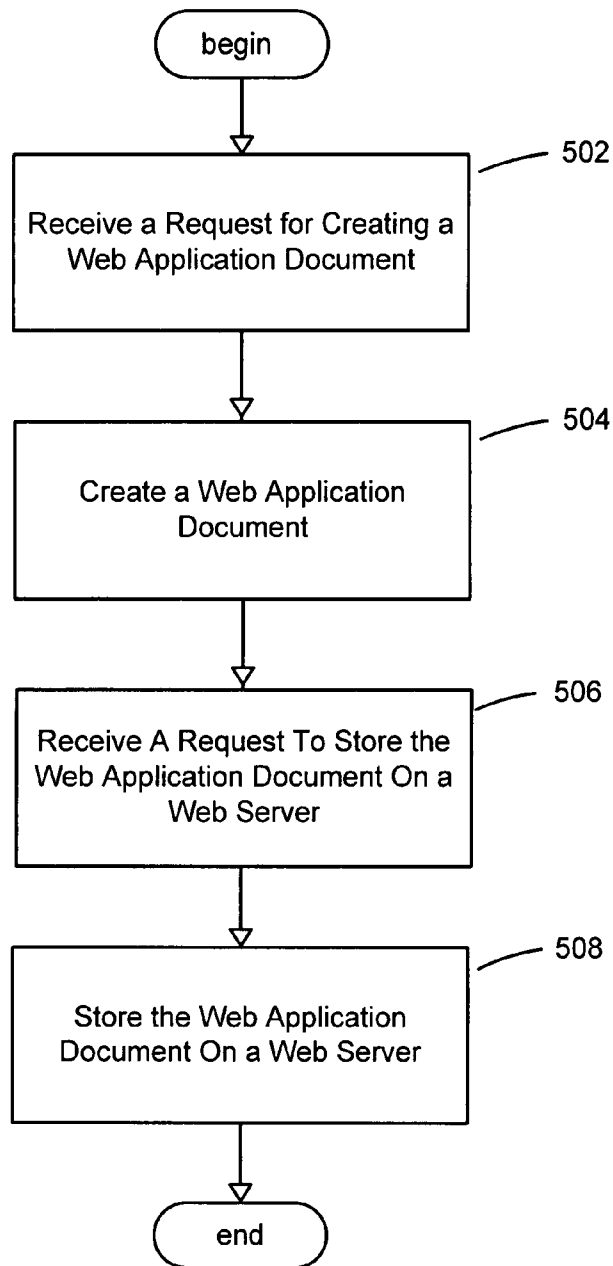 begin
502
Receive a Request for Creating a
Web Application Document
504
Create a Web Application
Document
506
Receive A Request To Store the
Web Application Document On a
Web Server
508
Store the Web Application
Document On a Web Server
end